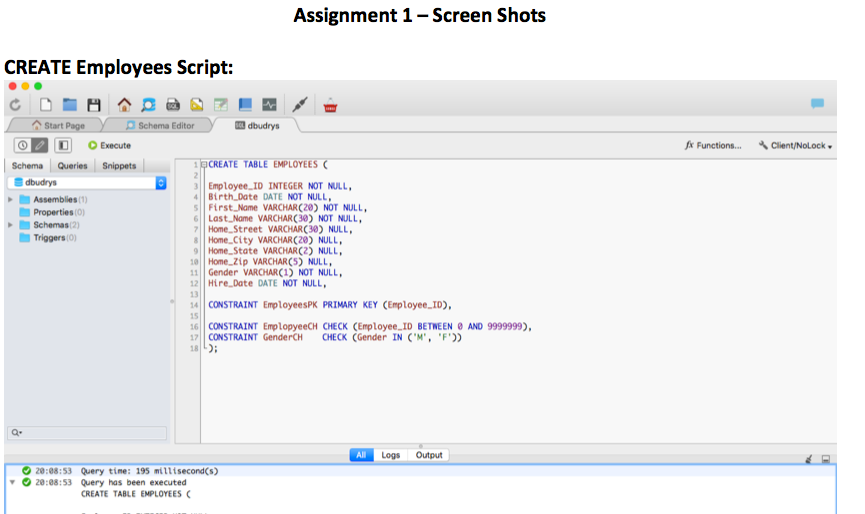 Assignment 1 – Screen Shots
CREATE Employees Script:
Start Page
Schema Editor
dbudrys
Execute
fx Functions...
Client/NoLock
Schema Queries Snippets
dbudrys
Assemblies(1)
Properties(0)
Schemas(2)
Triggers(0)
1 CREATE TABLE EMPLOYEES (
2
3 Employee_ID INTEGER NOT NULL,
4 Birth_Date DATE NOT NULL,
5 First_Name VARCHAR(20) NOT NULL,
6 Last_Name VARCHAR(30) NOT NULL,
7 Home_Street VARCHAR(30) NULL,
8 Home_City VARCHAR(20) NULL,
9 Home_State VARCHAR(2) NULL,
10 Home_Zip VARCHAR(5) NULL,
11 Gender VARCHAR(1) NOT NULL,
12 Hire_Date DATE NOT NULL,
13
14 CONSTRAINT EmployeesPK PRIMARY KEY (Employee_ID),
15
16 CONSTRAINT EmplopyeeCH CHECK (Employee_ID BETWEEN 0 AND 9999999),
17 CONSTRAINT GenderCH CHECK (Gender IN ('M', 'F'))
18 );
All Logs Output
20:08:53 Query time: 195 millisecond(s)
20:08:53 Query has been executed
CREATE TABLE EMPLOYEES (